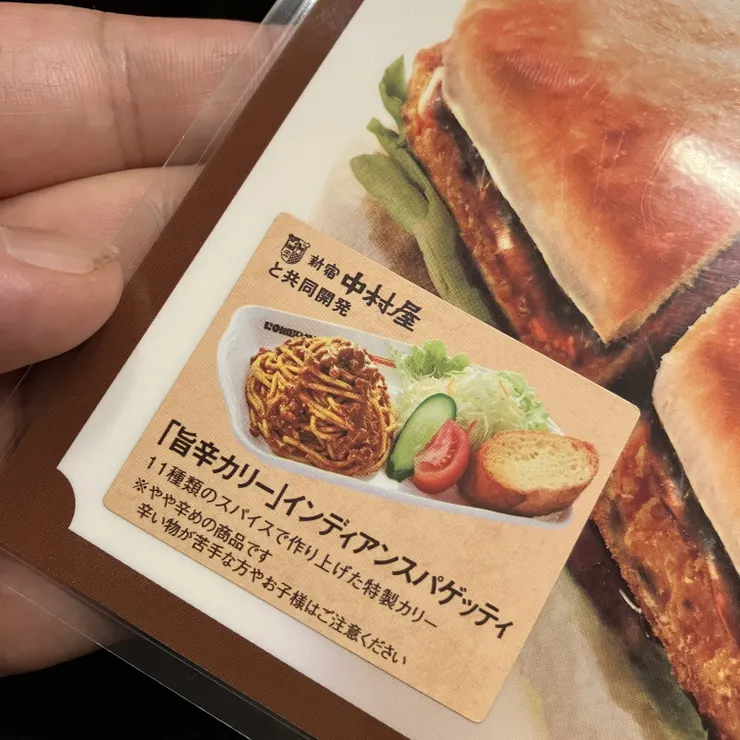 新宿 中村屋
と共同開発
「旨辛カリー」インディアンスパゲッティ
11種類のスパイスで作り上げた特製カリー
※やや辛めの商品です
辛い物が苦手な方やお子様はご注意ください